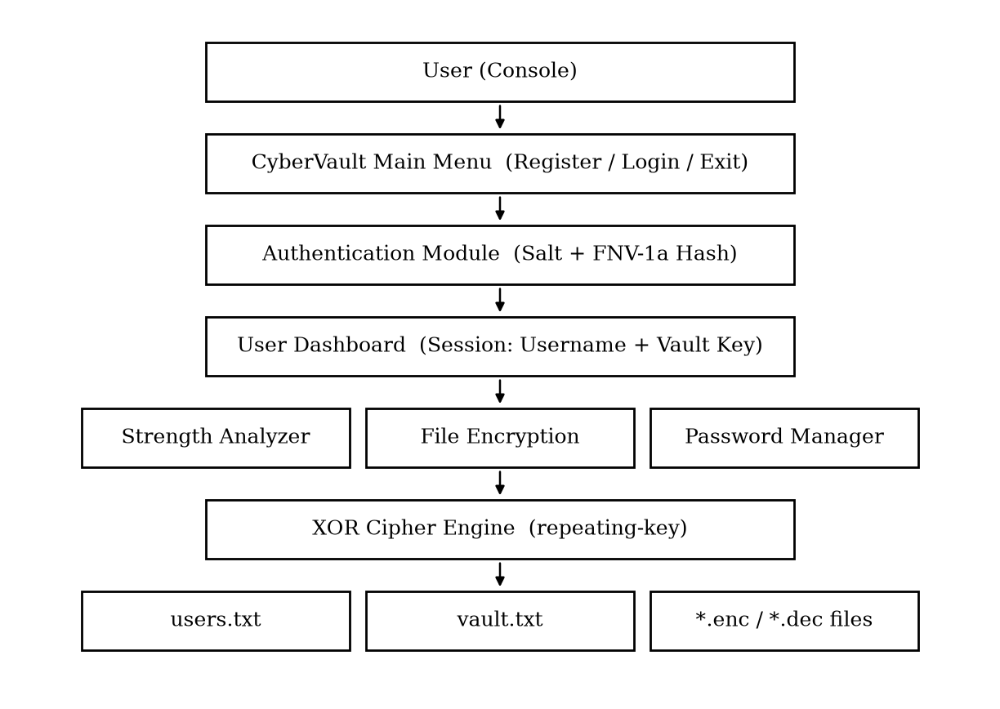 User (Console)
CyberVault Main Menu  (Register / Login / Exit)
Authentication Module  (Salt + FNV-1a Hash)
User Dashboard  (Session: Username + Vault Key)
Strength Analyzer
File Encryption
Password Manager
XOR Cipher Engine  (repeating-key)
users.txt
vault.txt
*.enc / *.dec files